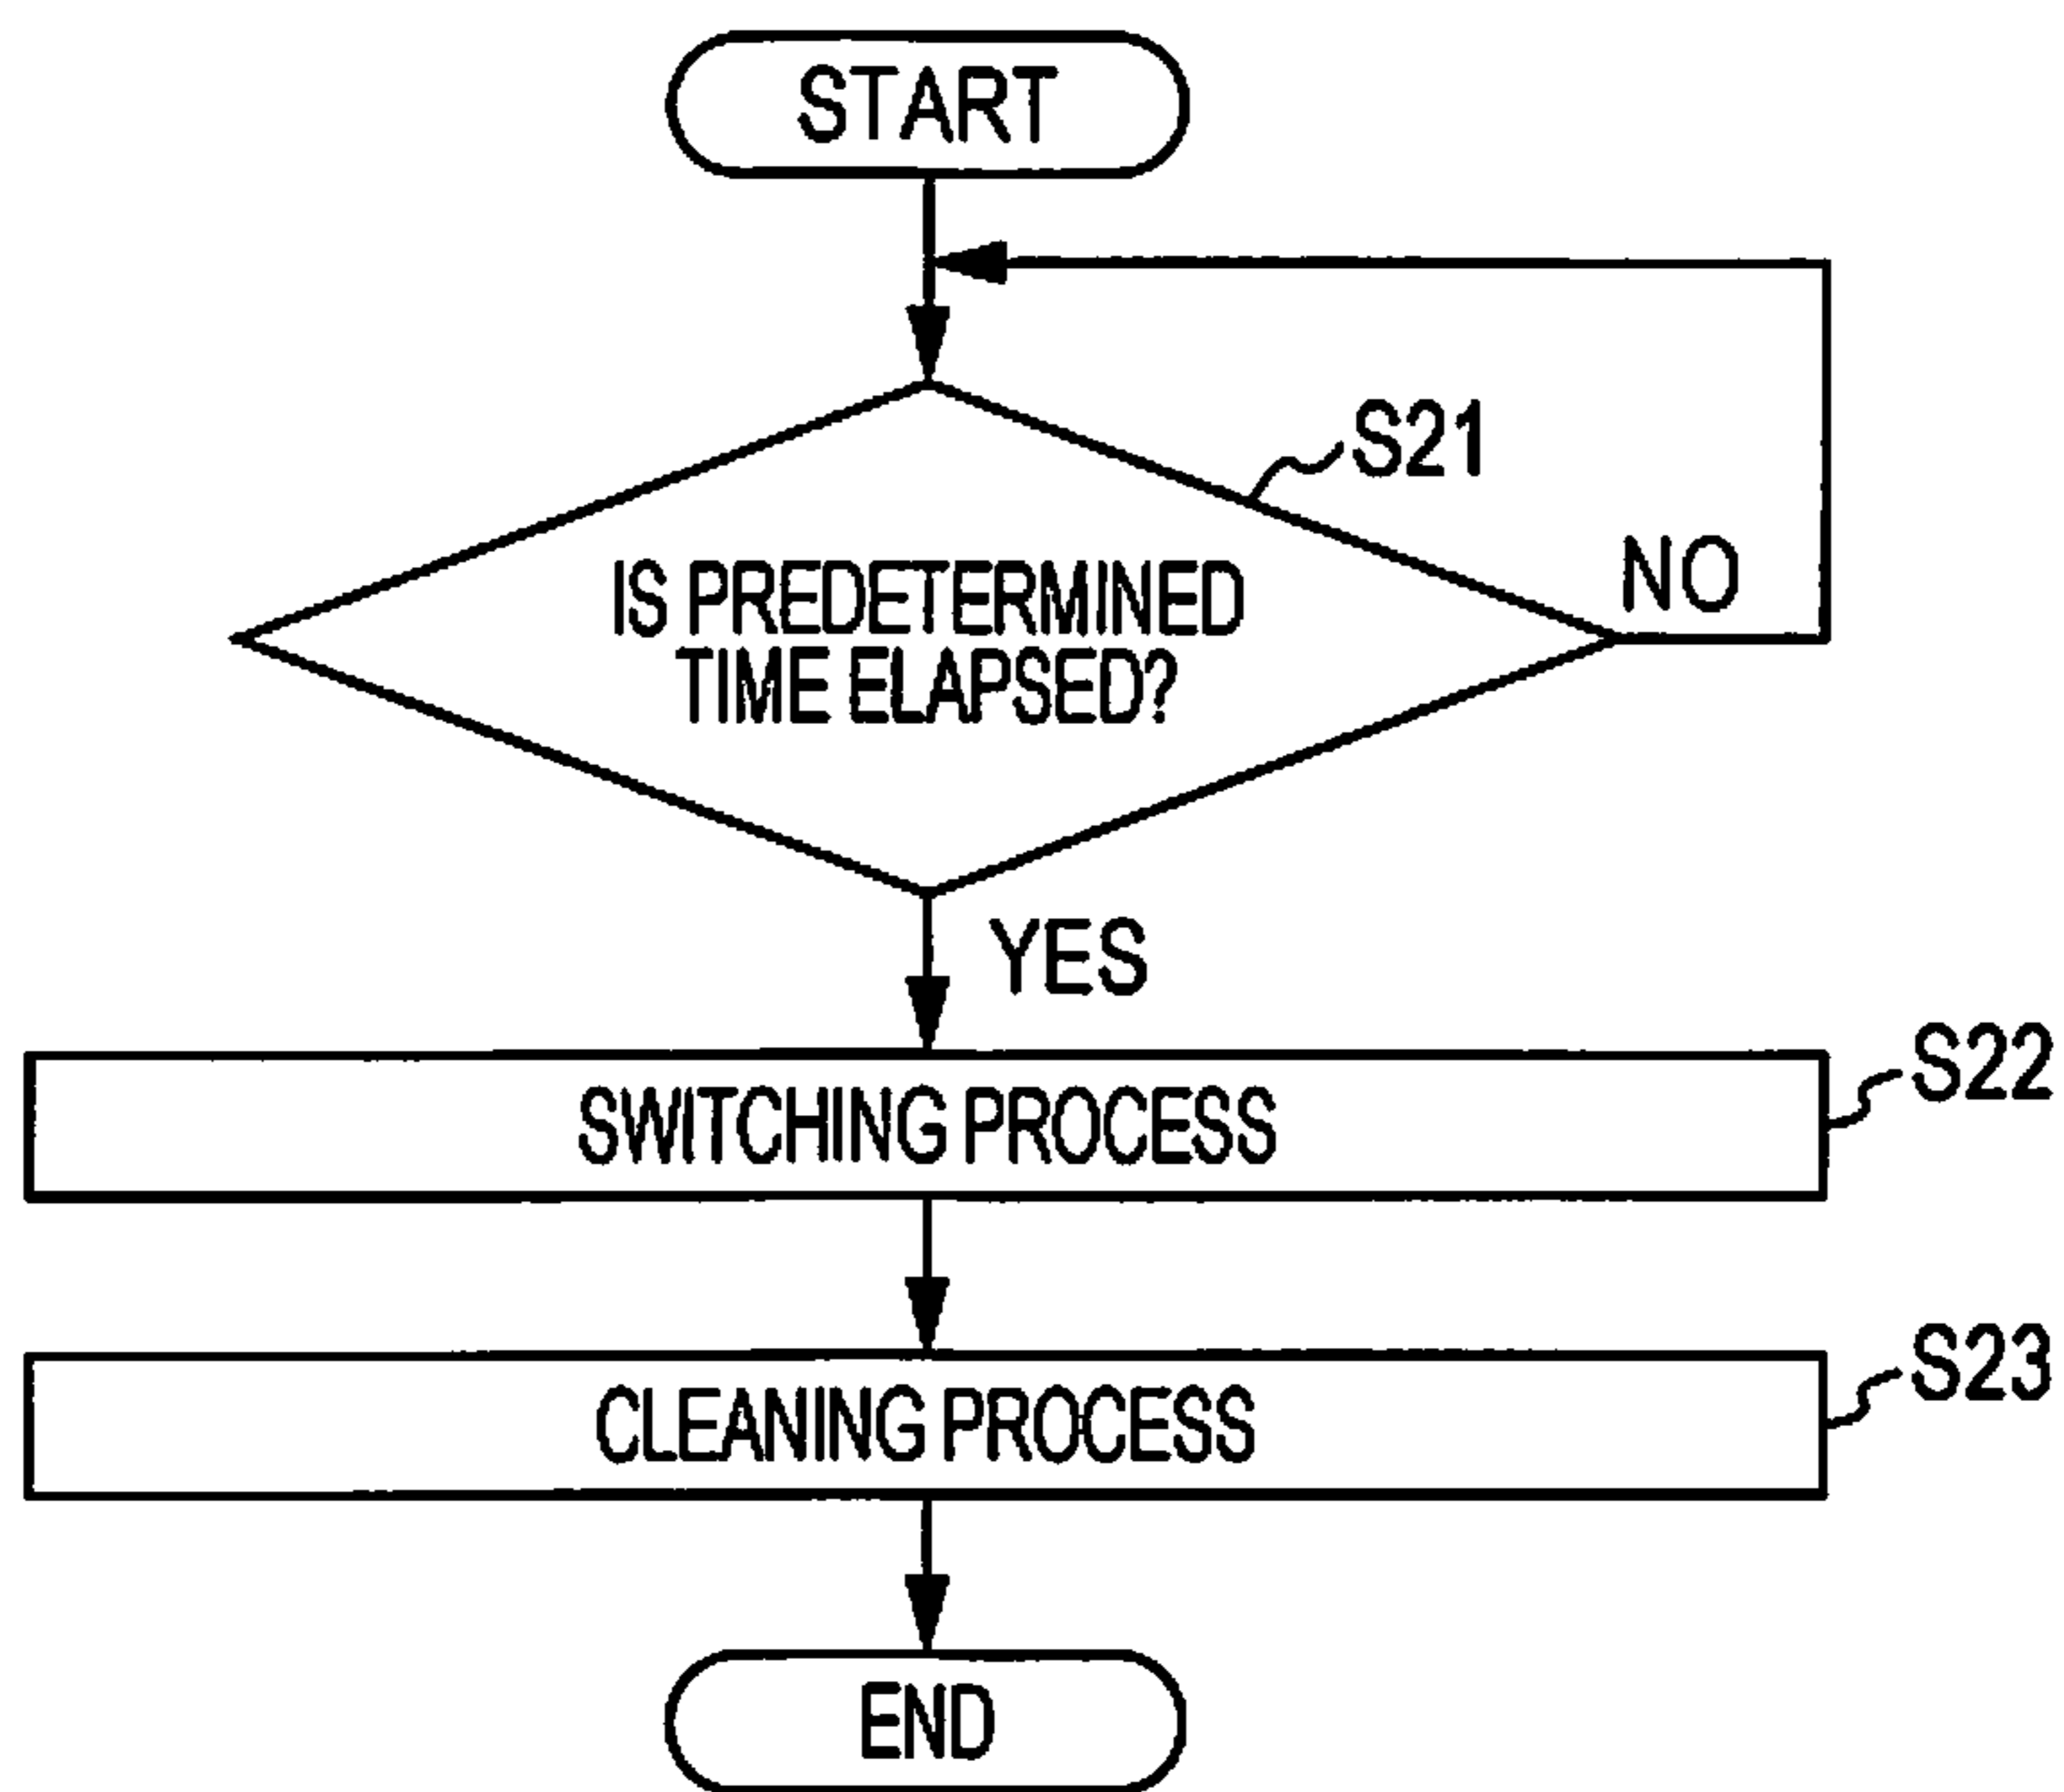 START
S21
IS PREDETERMINED
TIME ELAPSED?
NO
YES
SWITCHING PROCESS
S22
CLEANING PROCESS
S23
END